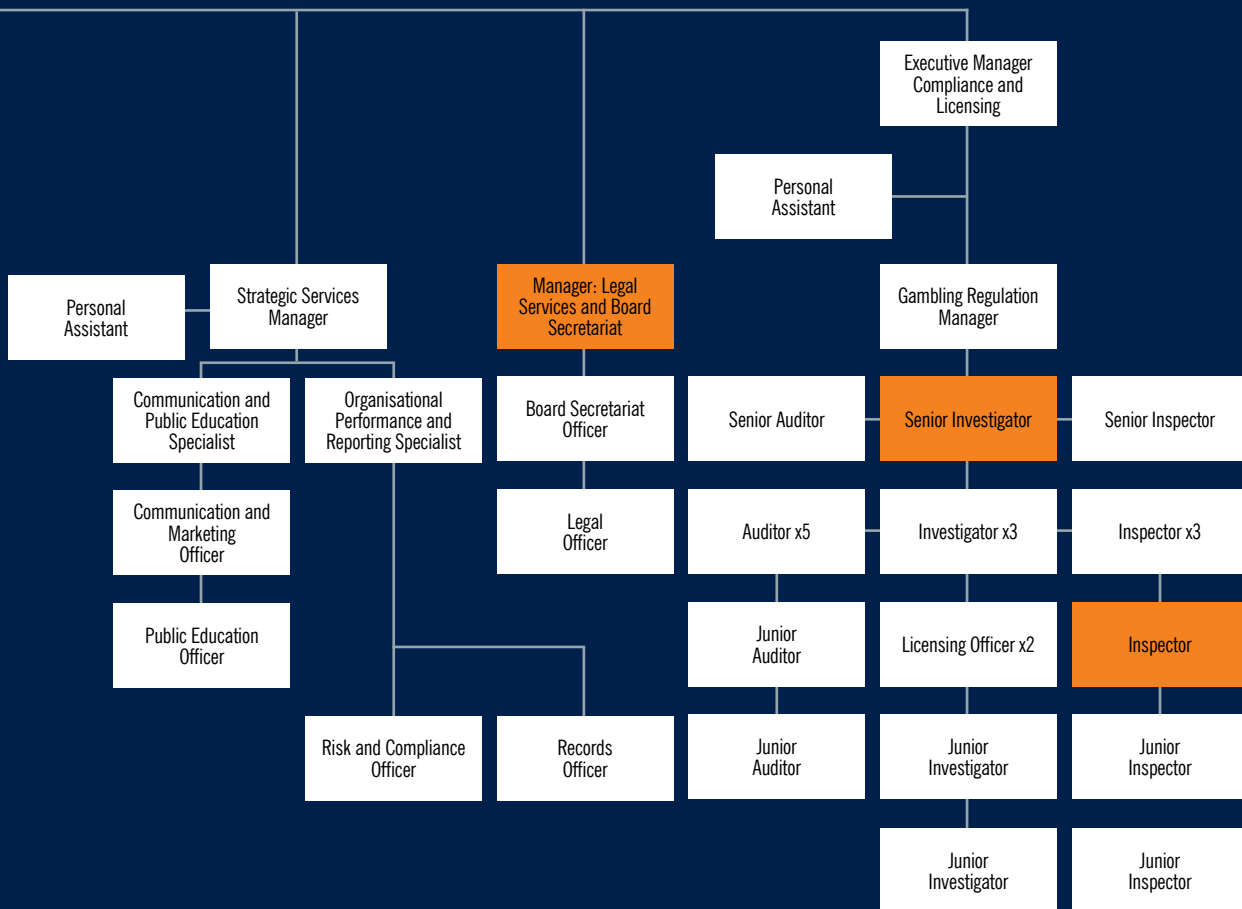 Executive Manager
Compliance and
Licensing
Personal
Assistant
Personal
Assistant
Strategic Services
Manager
Manager: Legal
Services and Board
Secretariat
Gambling Regulation
Manager
Communication and
Public Education
Specialist
Organisational
Performance and
Reporting Specialist
Board Secretariat
Officer
Senior Auditor
Senior Investigator
Senior Inspector
Communication and
Marketing
Officer
Legal
Officer
Auditor x5
Investigator x3
Inspector x3
Public Education
Officer
Junior
Auditor
Licensing Officer x2
Inspector
Risk and Compliance
Officer
Records
Officer
Junior
Auditor
Junior
Investigator
Junior
Inspector
Junior
Investigator
Junior
Inspector